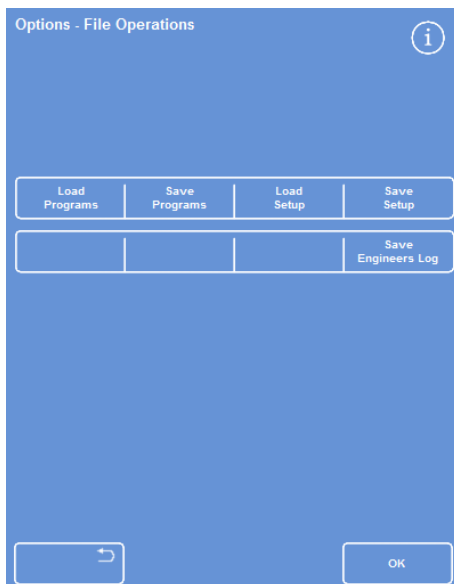 Options - File Operations
i
Load Save Load Save
Programs Programs Setup Setup
Save
Engineers Log
OK